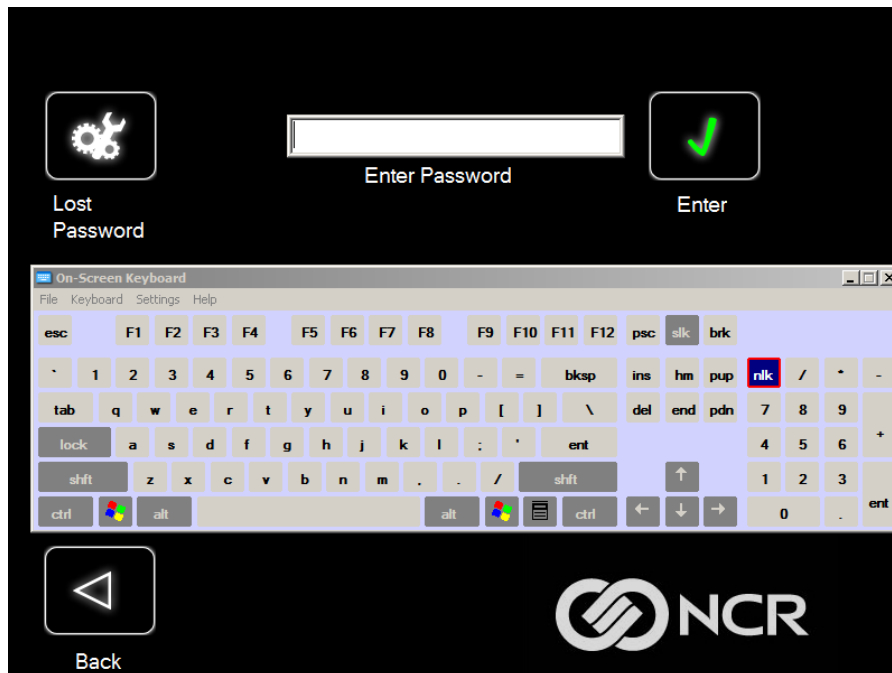 Enter Password
Lost
Password
Enter
On-Screen Keyboard
File Keyboard Settings Help
esc F1 F2 F3 F4 F5 F6 F7 F8 F9 F10 F11 F12 psc slk brk
` 1 2 3 4 5 6 7 8 9 0 - = bksp ins hm pup nlk / * -
tab q w e r t y u i o p [ ] \ del end pdn 7 8 9 +
lock a s d f g h j k l ; ' ent 4 5 6
shft z x c v b n m , . / shft ↑ 1 2 3 ent
ctrl alt alt ctrl ← ↓ → 0 .
Back
NCR